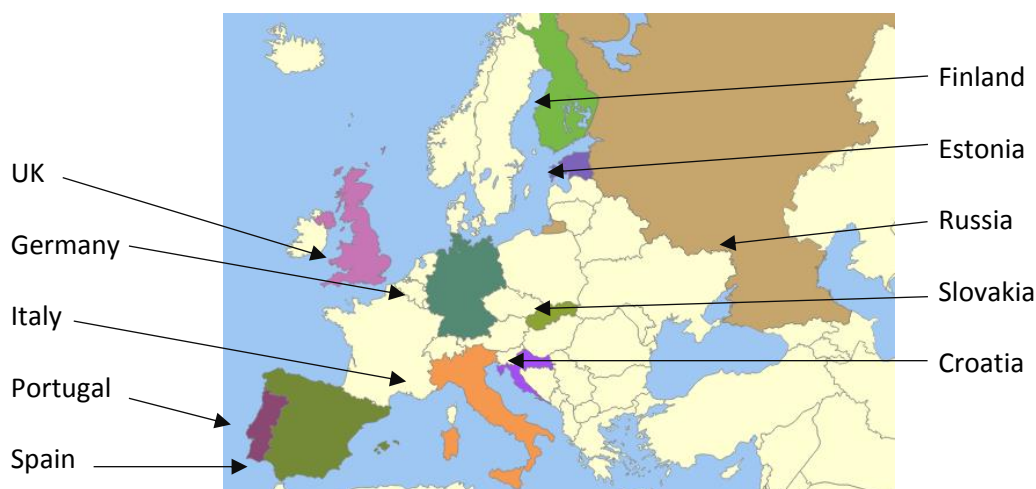 UK
Germany
Italy
Portugal
Spain
Finland
Estonia
Russia
Slovakia
Croatia